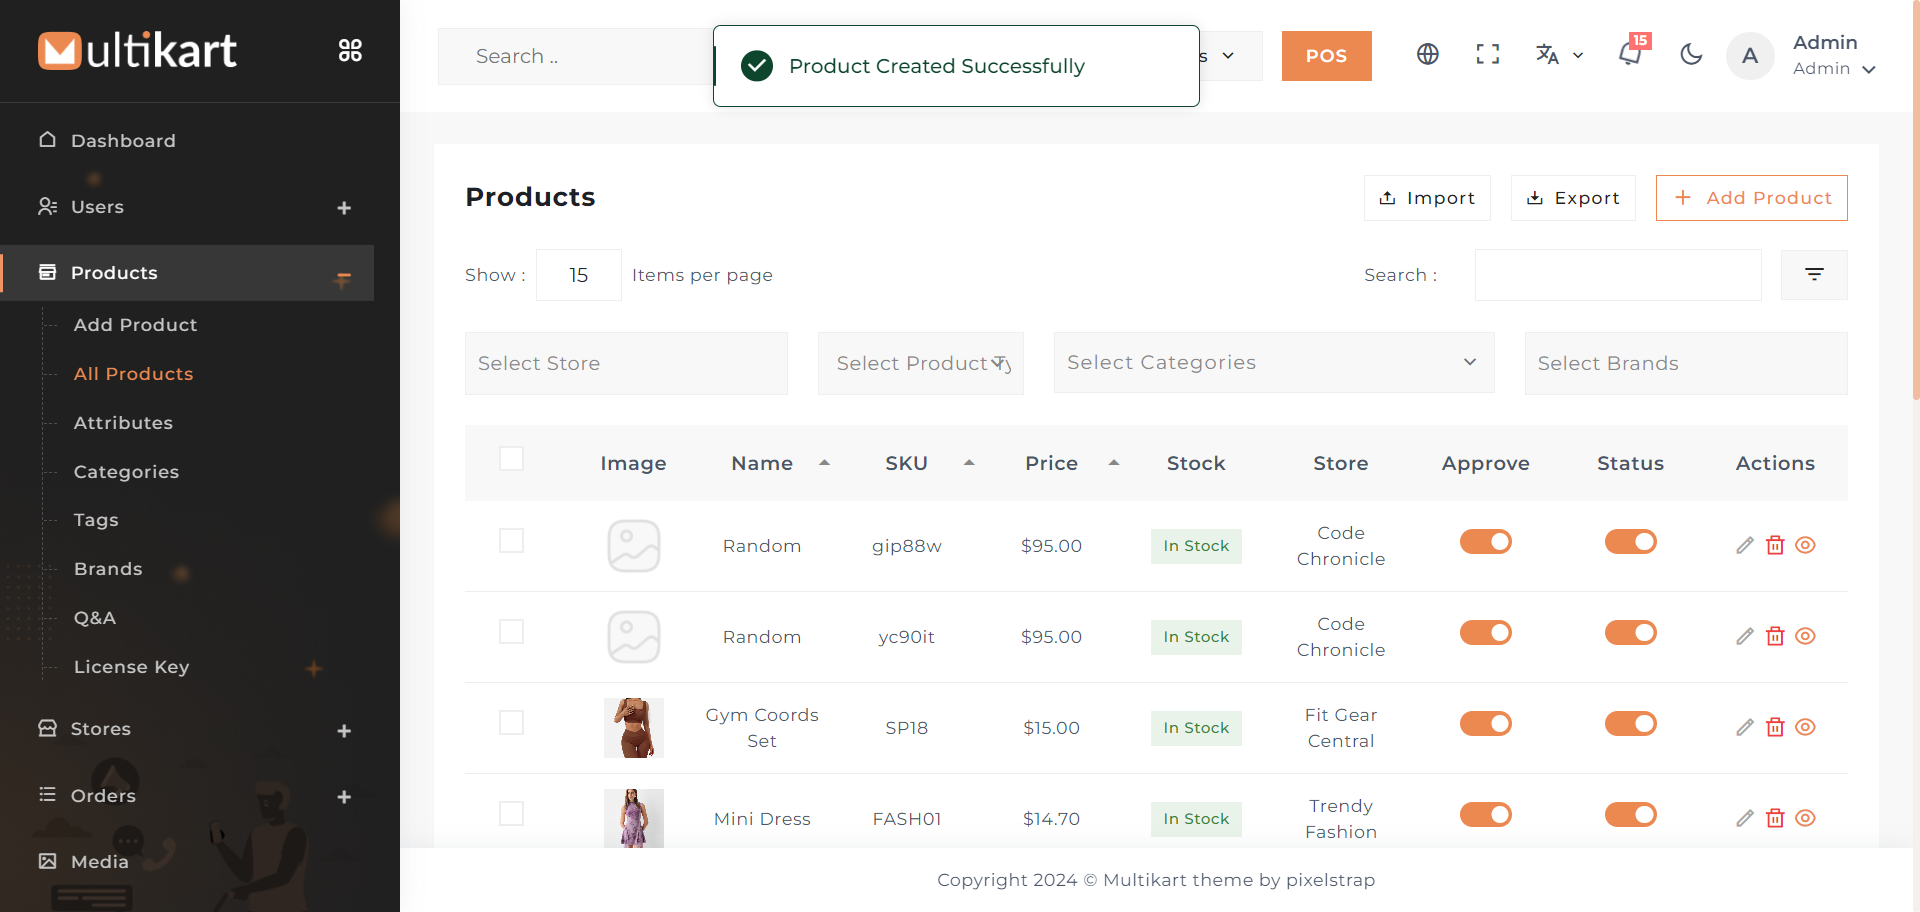 Multikart
Search ..
Product Created Successfully
s
POS
15
A
Admin
Admin
Dashboard
Users
Products
Add Product
All Products
Attributes
Categories
Tags
Brands
Q&A
License Key
Stores
Orders
Media
Products
Import
Export
Add Product
Show :
15
Items per page
Search :
Select Store
Select Product Ty
Select Categories
Select Brands
Image Name SKU Price Stock Store Approve Status Actions
Random gip88w $95.00 In Stock Code Chronicle
Random yc90it $95.00 In Stock Code Chronicle
Gym Coords Set SP18 $15.00 In Stock Fit Gear Central
Mini Dress FASH01 $14.70 In Stock Trendy Fashion
Copyright 2024 © Multikart theme by pixelstrap